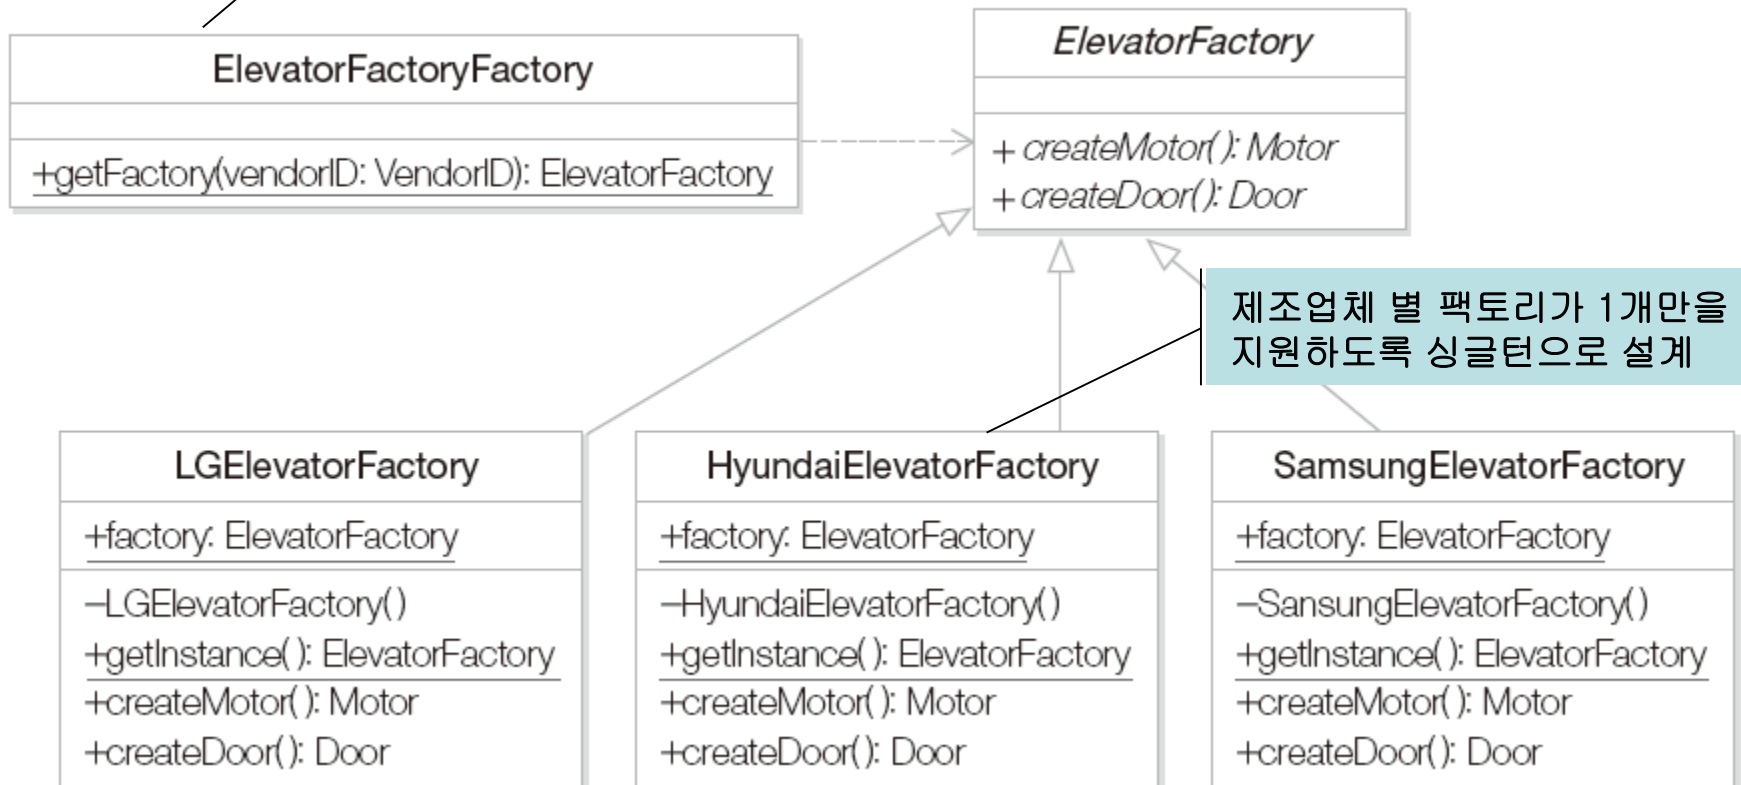 ElevatorFactoryFactory
+getFactory(vendorID: VendorID): ElevatorFactory
ElevatorFactory
+ createMotor(): Motor
+ createDoor(): Door
제조업체 별 팩토리가 1개만을
지원하도록 싱글턴으로 설계
LGElevatorFactory
+factory: ElevatorFactory
–LGElevatorFactory()
+getInstance(): ElevatorFactory
+createMotor(): Motor
+createDoor(): Door
HyundaiElevatorFactory
+factory: ElevatorFactory
–HyundaiElevatorFactory()
+getInstance(): ElevatorFactory
+createMotor(): Motor
+createDoor(): Door
SamsungElevatorFactory
+factory: ElevatorFactory
–SansungElevatorFactory()
+getInstance(): ElevatorFactory
+createMotor(): Motor
+createDoor(): Door